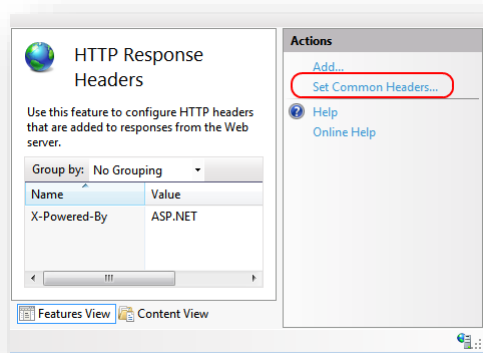 HTTP Response
Headers
Use this feature to configure HTTP headers
that are added to responses from the Web
server.
Group by: No Grouping
Name Value
X-Powered-By ASP.NET
Features View Content View
Actions
Add...
Set Common Headers...
Help
Online Help